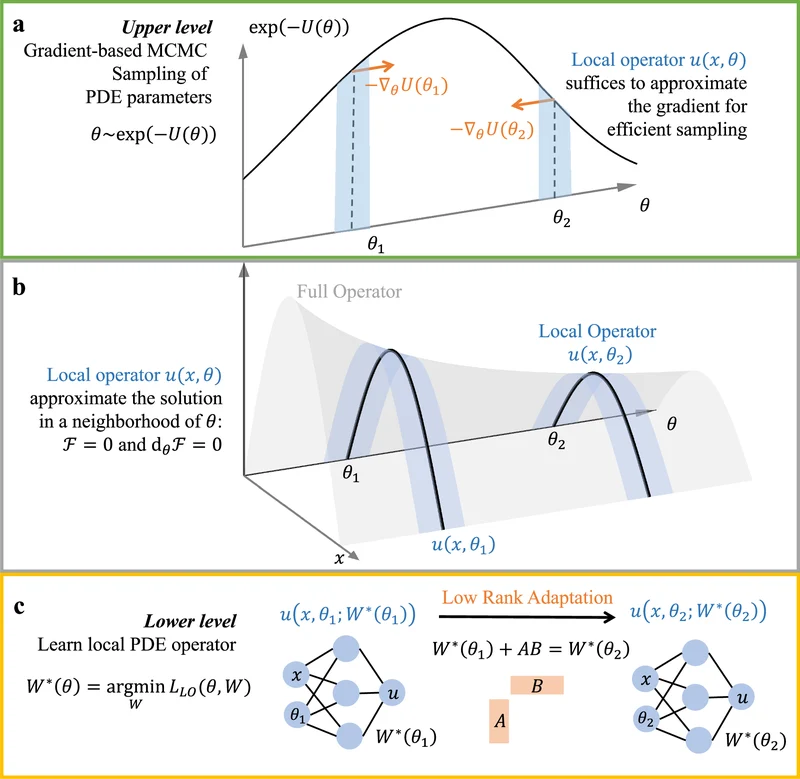 a
Upper level
Gradient-based MCMC
Sampling of
PDE parameters
θ~exp(−U(θ))
exp(−U(θ))
−∇θU(θ1)
−∇θU(θ2)
Local operator u(x,θ)
suffices to approximate
the gradient for
efficient sampling
θ1
θ2
θ
b
Full Operator
Local Operator
u(x,θ2)
Local operator u(x,θ)
approximate the solution
in a neighborhood of θ:
ℱ = 0 and dθℱ = 0
θ1
θ2
θ
x
u(x,θ1)
c
Lower level
Learn local PDE operator
W*(θ) = argmin L_LO(θ,W)
W
u(x,θ1;W*(θ1))
Low Rank Adaptation
u(x,θ2;W*(θ2))
W*(θ1) + AB = W*(θ2)
x
θ1
u
W*(θ1)
A
B
x
θ2
u
W*(θ2)